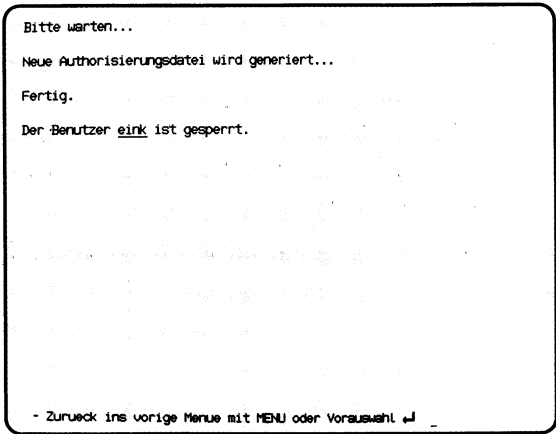 Bitte warten...
Neue Authorisierungsdatei wird generiert...
Fertig.
Der Benutzer eink ist gesperrt.
- Zurueck ins vorige Menue mit MENU oder Vorauswahl ↵ _